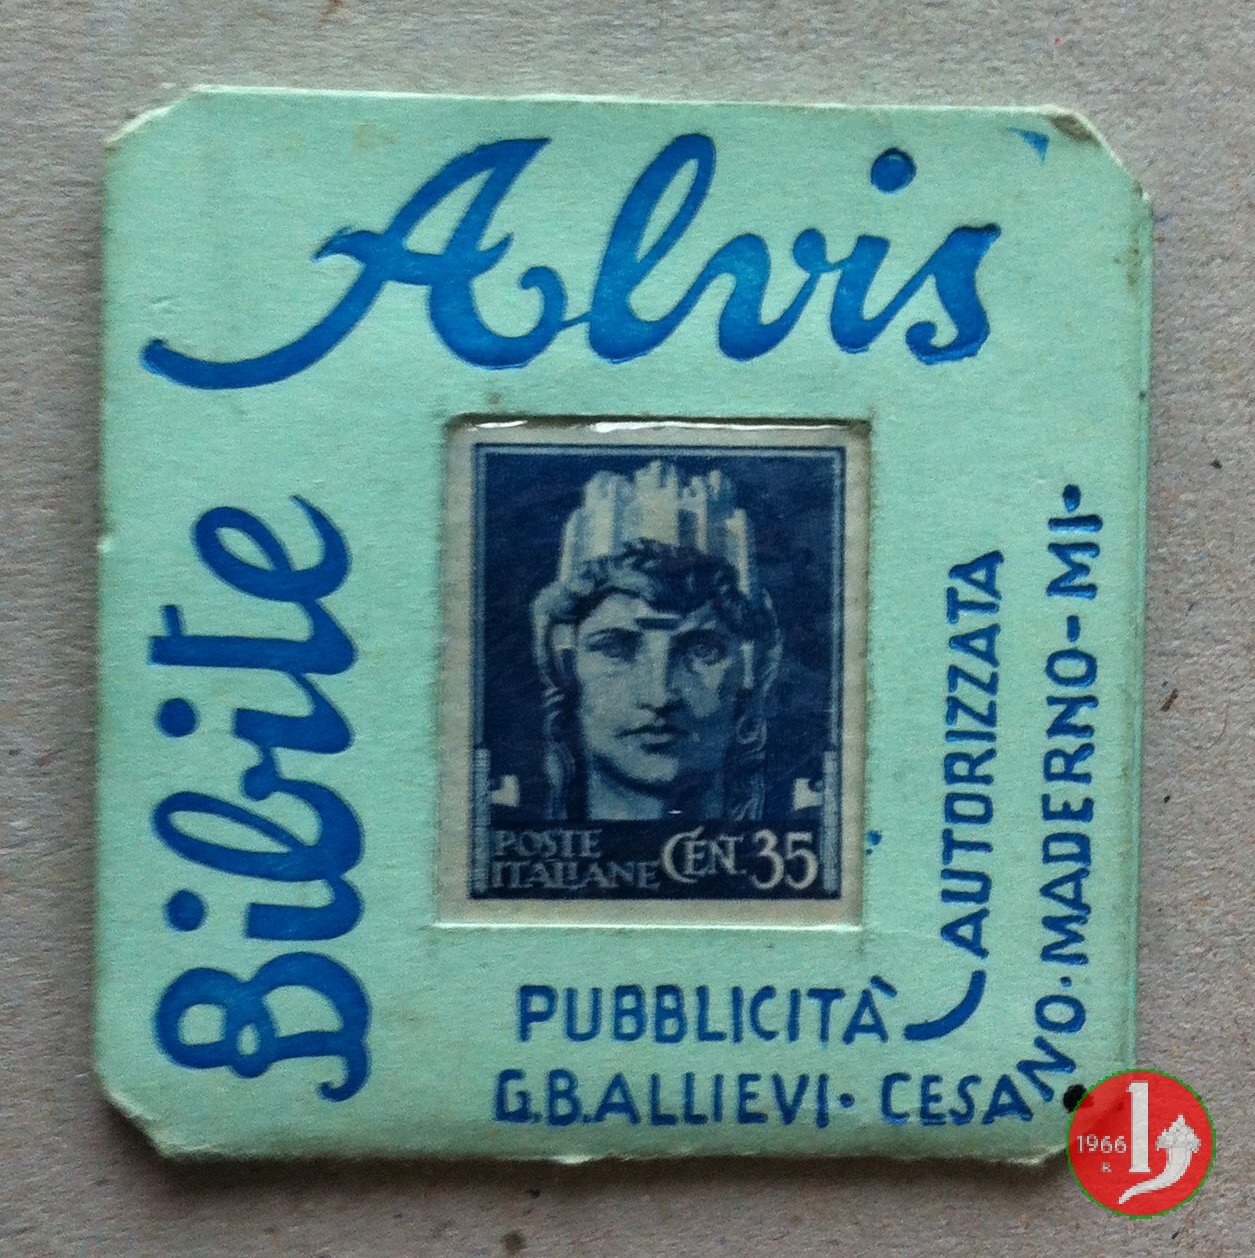 Alvis
Bibite
POSTE
ITALIANE CENT. 35
PUBBLICITÀ AUTORIZZATA
G.B.ALLIEVI · CESANO · MADERNO - MI ·
1966
R